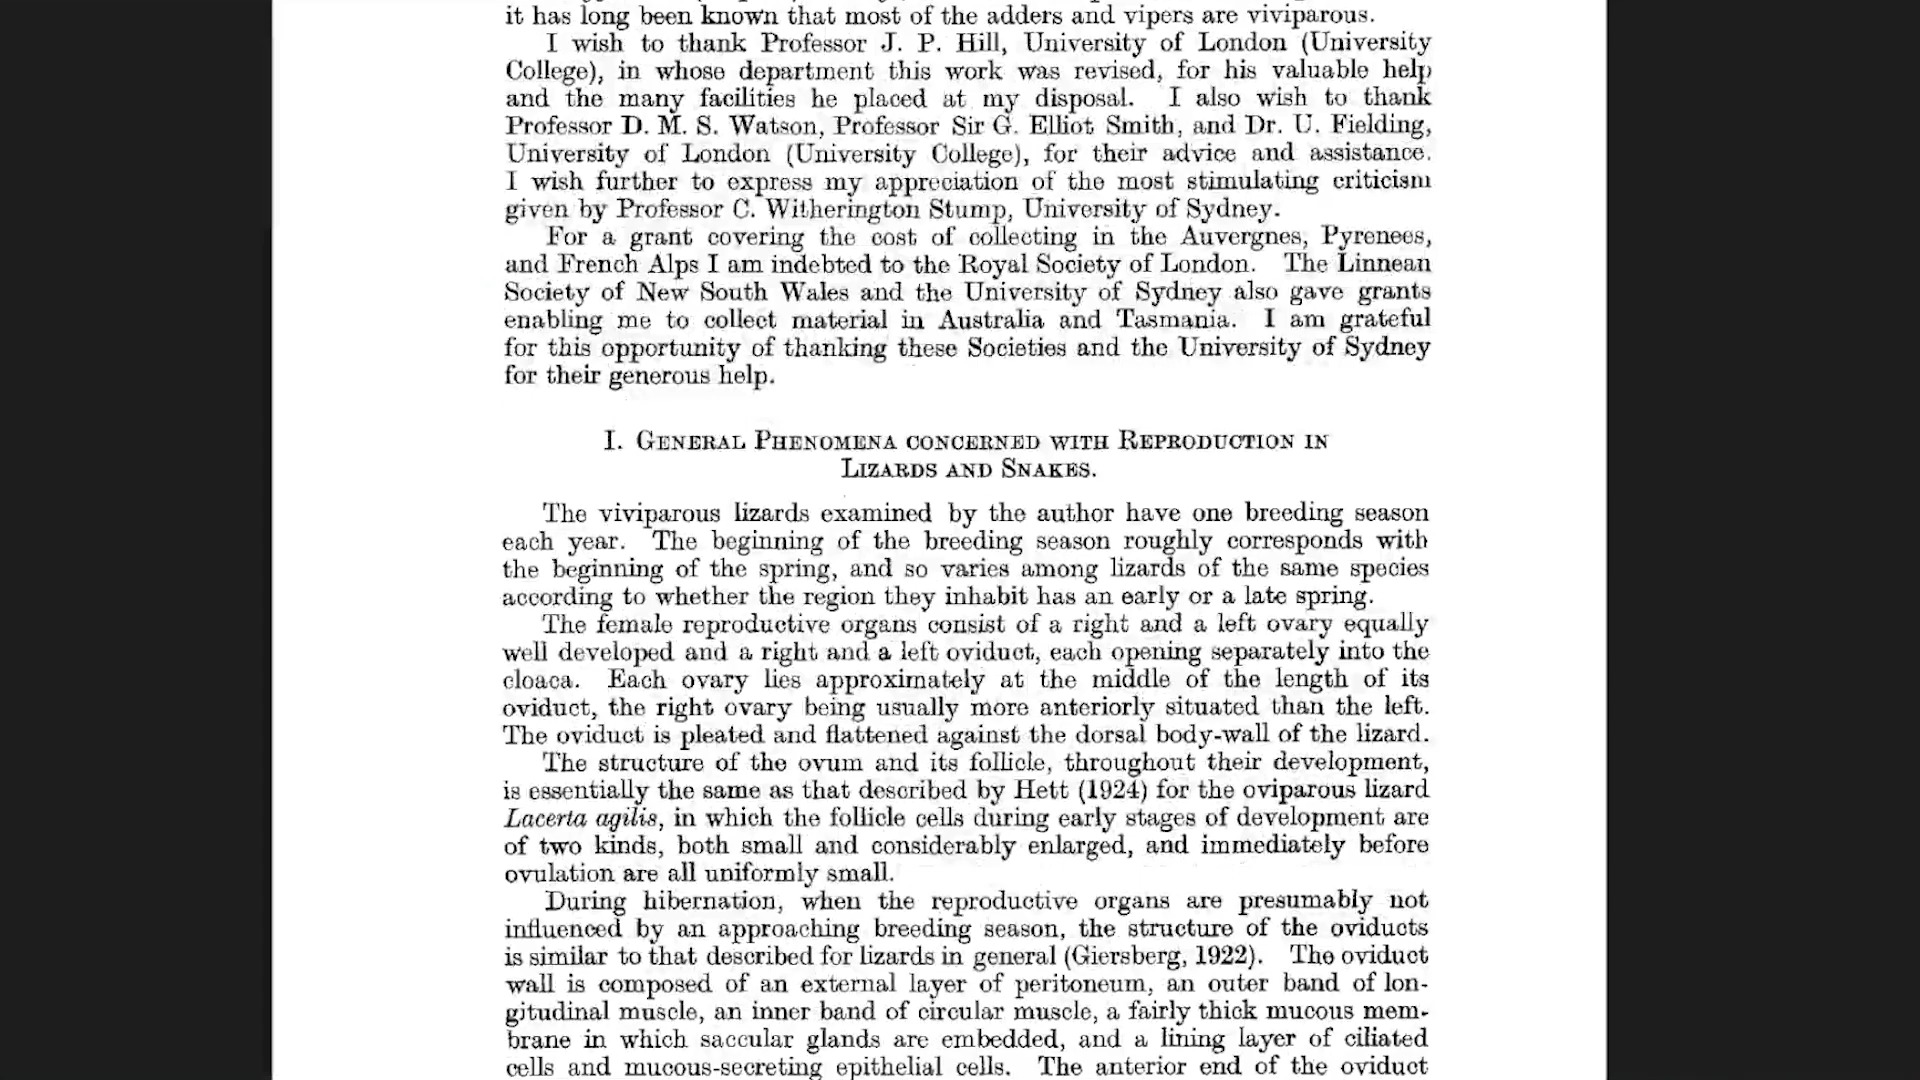 it has long been known that most of the adders and vipers are viviparous.
I wish to thank Professor J. P. Hill, University of London (University
College), in whose department this work was revised, for his valuable help
and the many facilities he placed at my disposal. I also wish to thank
Professor D. M. S. Watson, Professor Sir G. Elliot Smith, and Dr. U. Fielding,
University of London (University College), for their advice and assistance.
I wish further to express my appreciation of the most stimulating criticism
given by Professor C. Witherington Stump, University of Sydney.
For a grant covering the cost of collecting in the Auvergnes, Pyrenees,
and French Alps I am indebted to the Royal Society of London. The Linnean
Society of New South Wales and the University of Sydney also gave grants
enabling me to collect material in Australia and Tasmania. I am grateful
for this opportunity of thanking these Societies and the University of Sydney
for their generous help.
I. General Phenomena concerned with Reproduction in
Lizards and Snakes.
The viviparous lizards examined by the author have one breeding season
each year. The beginning of the breeding season roughly corresponds with
the beginning of the spring, and so varies among lizards of the same species
according to whether the region they inhabit has an early or a late spring.
The female reproductive organs consist of a right and a left ovary equally
well developed and a right and a left oviduct, each opening separately into the
cloaca. Each ovary lies approximately at the middle of the length of its
oviduct, the right ovary being usually more anteriorly situated than the left.
The oviduct is pleated and flattened against the dorsal body-wall of the lizard.
The structure of the ovum and its follicle, throughout their development,
is essentially the same as that described by Hett (1924) for the oviparous lizard
Lacerta agilis, in which the follicle cells during early stages of development are
of two kinds, both small and considerably enlarged, and immediately before
ovulation are all uniformly small.
During hibernation, when the reproductive organs are presumably not
influenced by an approaching breeding season, the structure of the oviducts
is similar to that described for lizards in general (Giersberg, 1922). The oviduct
wall is composed of an external layer of peritoneum, an outer band of lon-
gitudinal muscle, an inner band of circular muscle, a fairly thick mucous mem-
brane in which saccular glands are embedded, and a lining layer of ciliated
cells and mucous-secreting epithelial cells. The anterior end of the oviduct